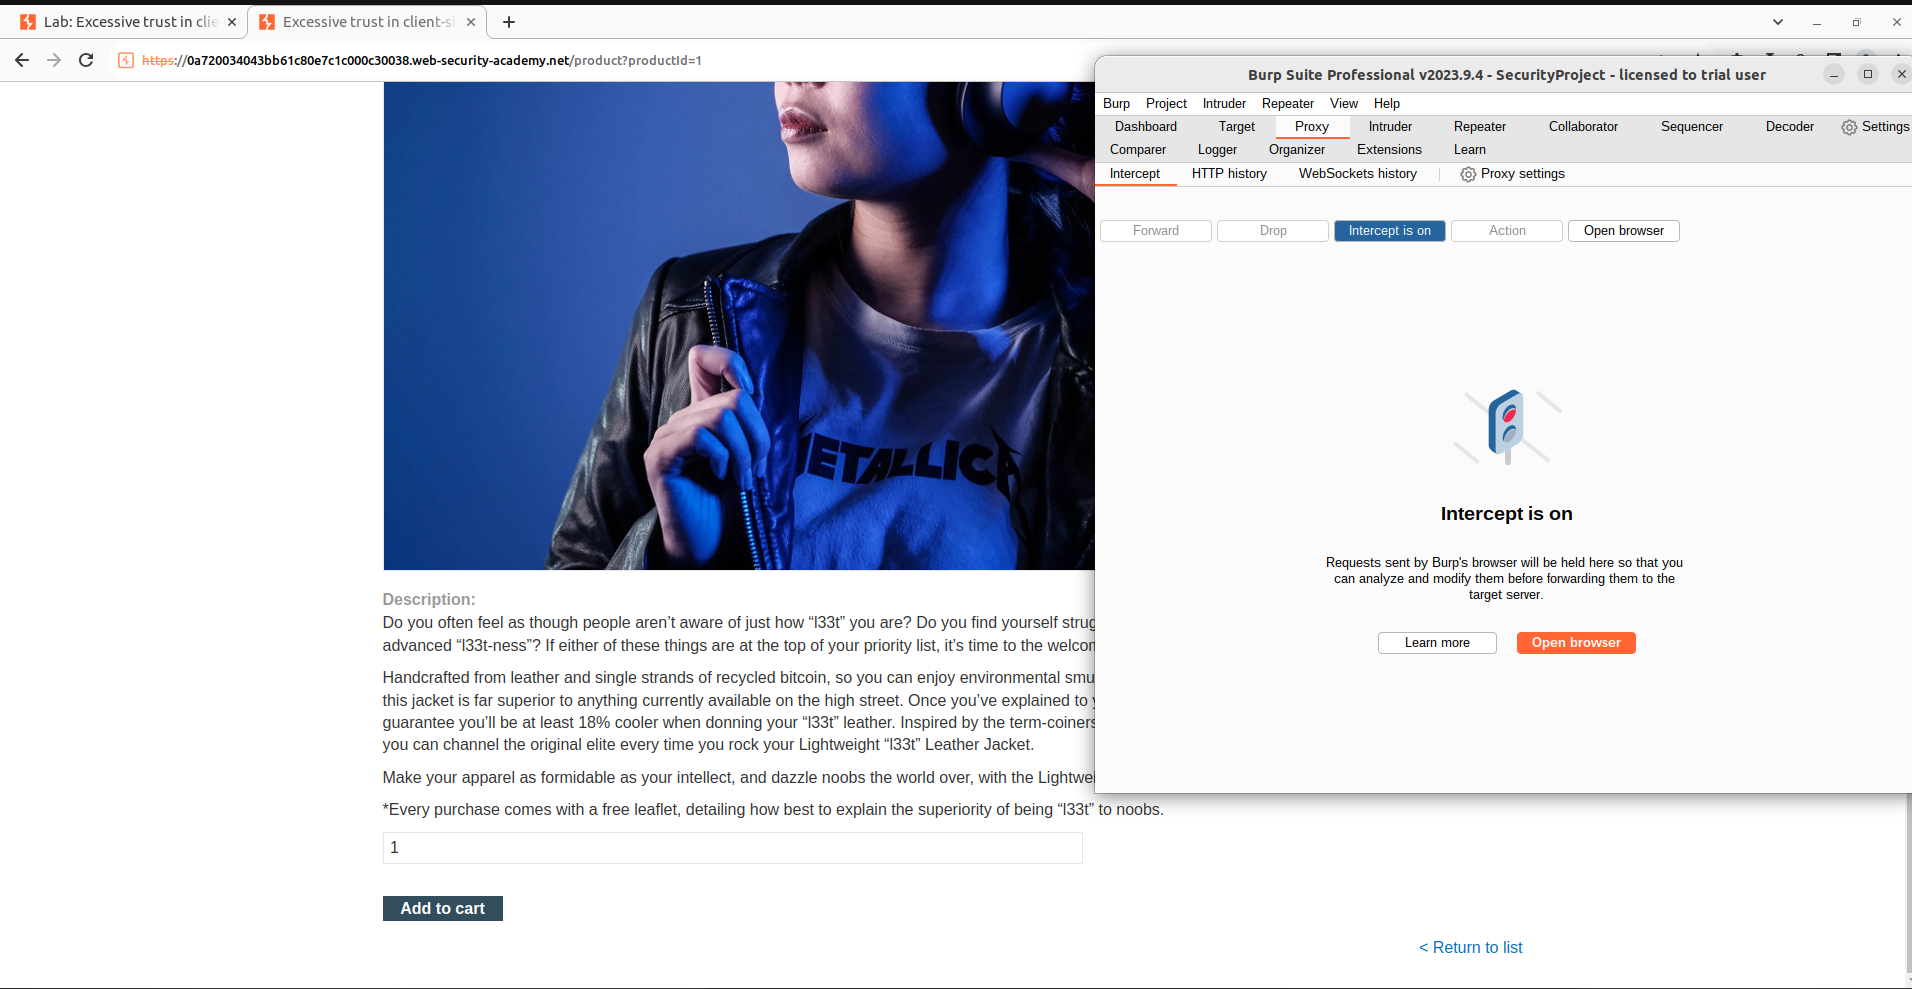 Lab: Excessive trust in clie
Excessive trust in client-si
https://0a720034043bb61c80e7c1c000c30038.web-security-academy.net/product?productId=1
METALLICA
Description:
Do you often feel as though people aren’t aware of just how “l33t” you are? Do you find yourself strug
advanced “l33t-ness”? If either of these things are at the top of your priority list, it’s time to the welcom
Handcrafted from leather and single strands of recycled bitcoin, so you can enjoy environmental smu
this jacket is far superior to anything currently available on the high street. Once you’ve explained to y
guarantee you’ll be at least 18% cooler when donning your “l33t” leather. Inspired by the term-coiners
you can channel the original elite every time you rock your Lightweight “l33t” Leather Jacket.
Make your apparel as formidable as your intellect, and dazzle noobs the world over, with the Lightwei
*Every purchase comes with a free leaflet, detailing how best to explain the superiority of being “l33t” to noobs.
1
Add to cart
< Return to list
Burp Suite Professional v2023.9.4 - SecurityProject - licensed to trial user
Burp Project Intruder Repeater View Help
Dashboard Target Proxy Intruder Repeater Collaborator Sequencer Decoder Settings
Comparer Logger Organizer Extensions Learn
Intercept HTTP history WebSockets history Proxy settings
Forward Drop Intercept is on Action Open browser
Intercept is on
Requests sent by Burp's browser will be held here so that you
can analyze and modify them before forwarding them to the
target server.
Learn more Open browser